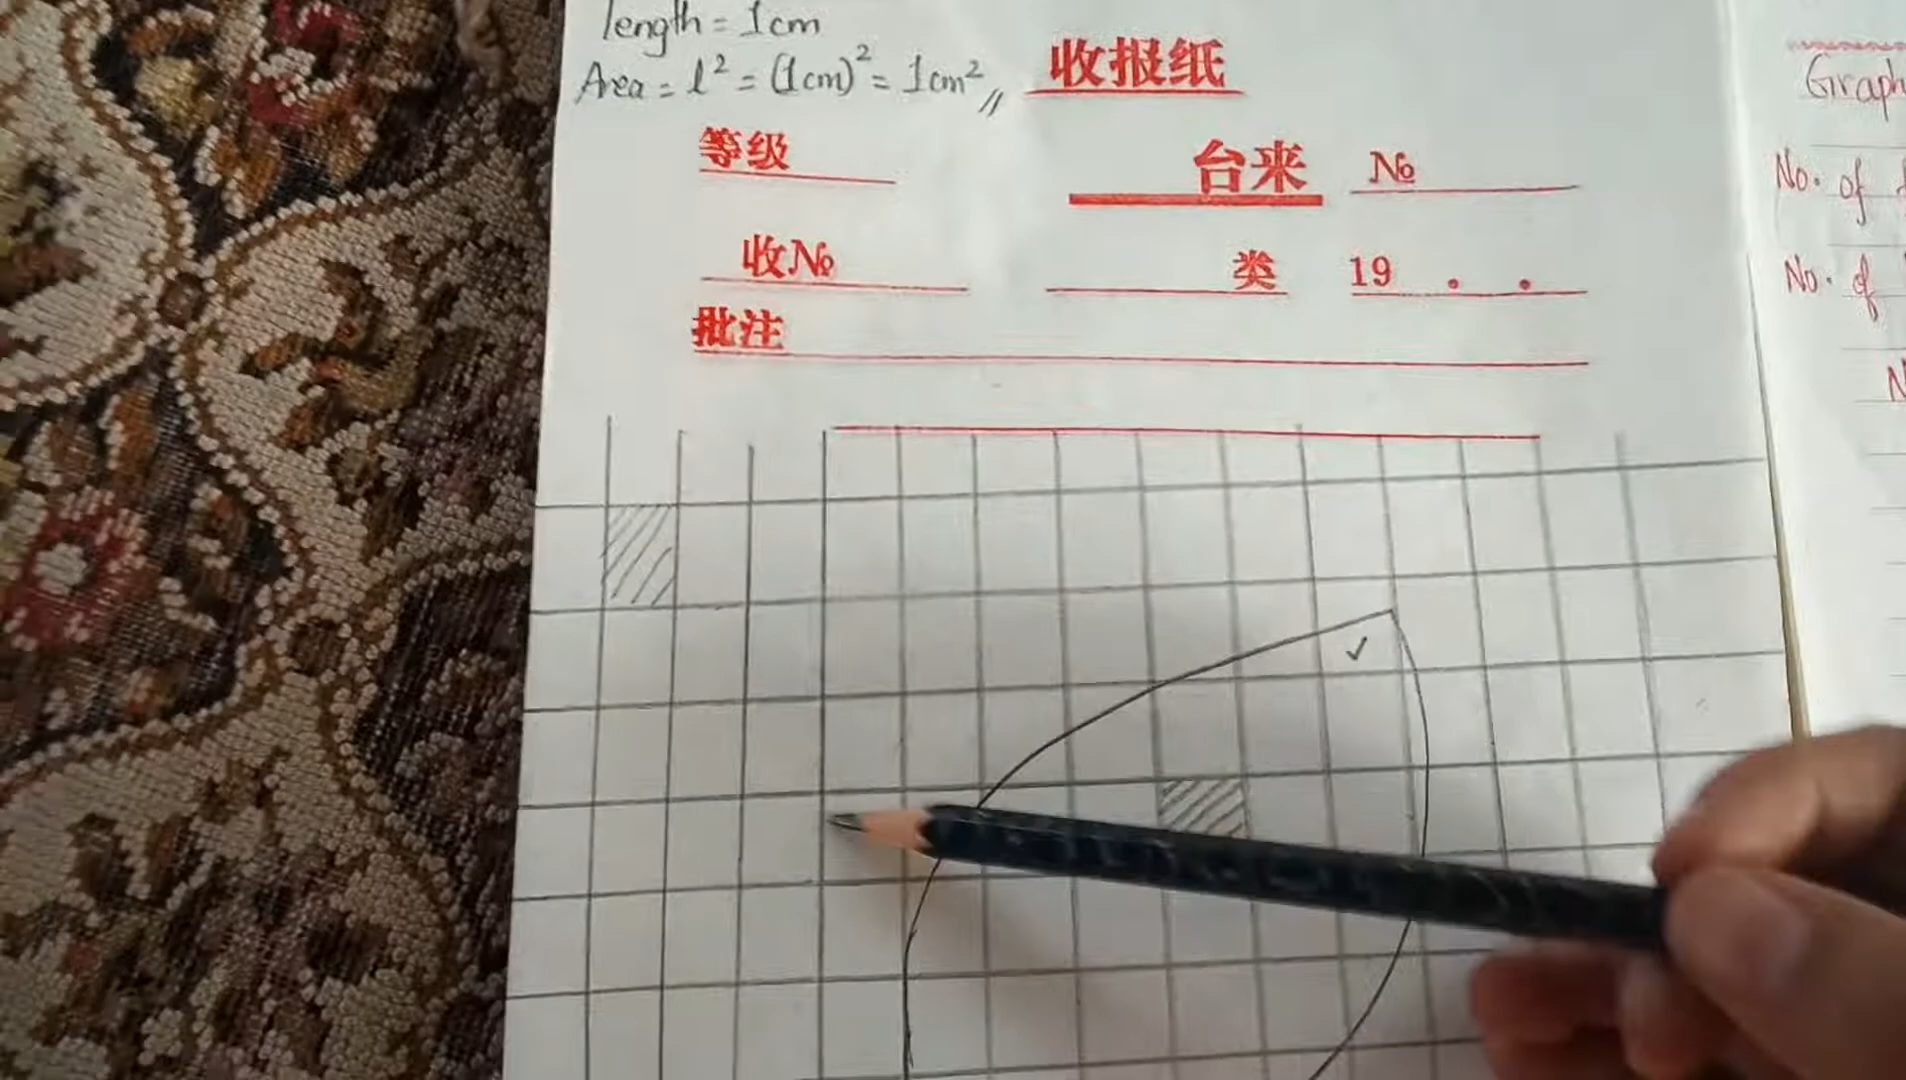 length = 1cm
Area = l² = (1cm)² = 1cm²
收报纸
等级
台来 №
收№
类 19 . .
批注
Graph
No. of
No. of
N